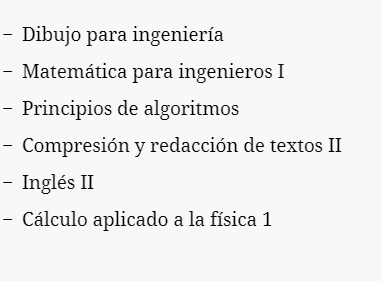 – Dibujo para ingeniería
– Matemática para ingenieros I
– Principios de algoritmos
– Compresión y redacción de textos II
– Inglés II
– Cálculo aplicado a la física 1